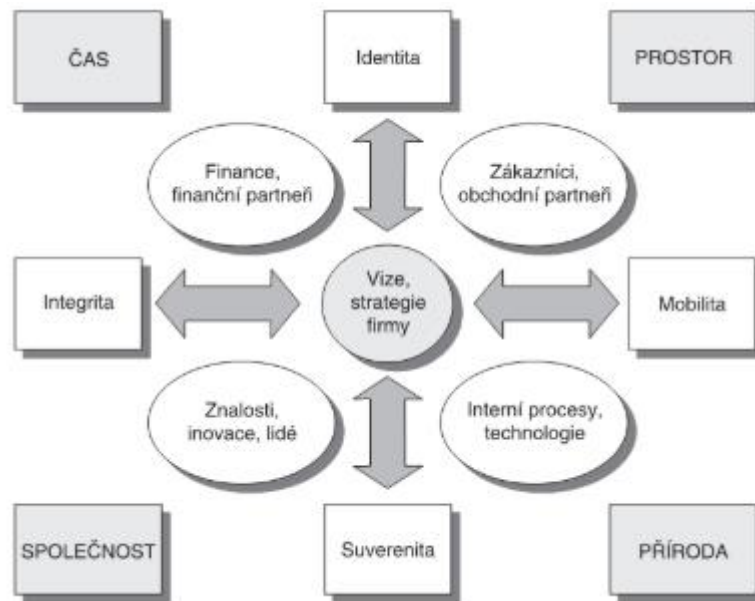 ČAS
Identita
PROSTOR
Finance,
finanční partneři
Zákazníci,
obchodní partneři
Integrita
Vize,
strategie
firmy
Mobilita
Znalosti,
inovace, lidé
Interní procesy,
technologie
SPOLEČNOST
Suverenita
PŘÍRODA